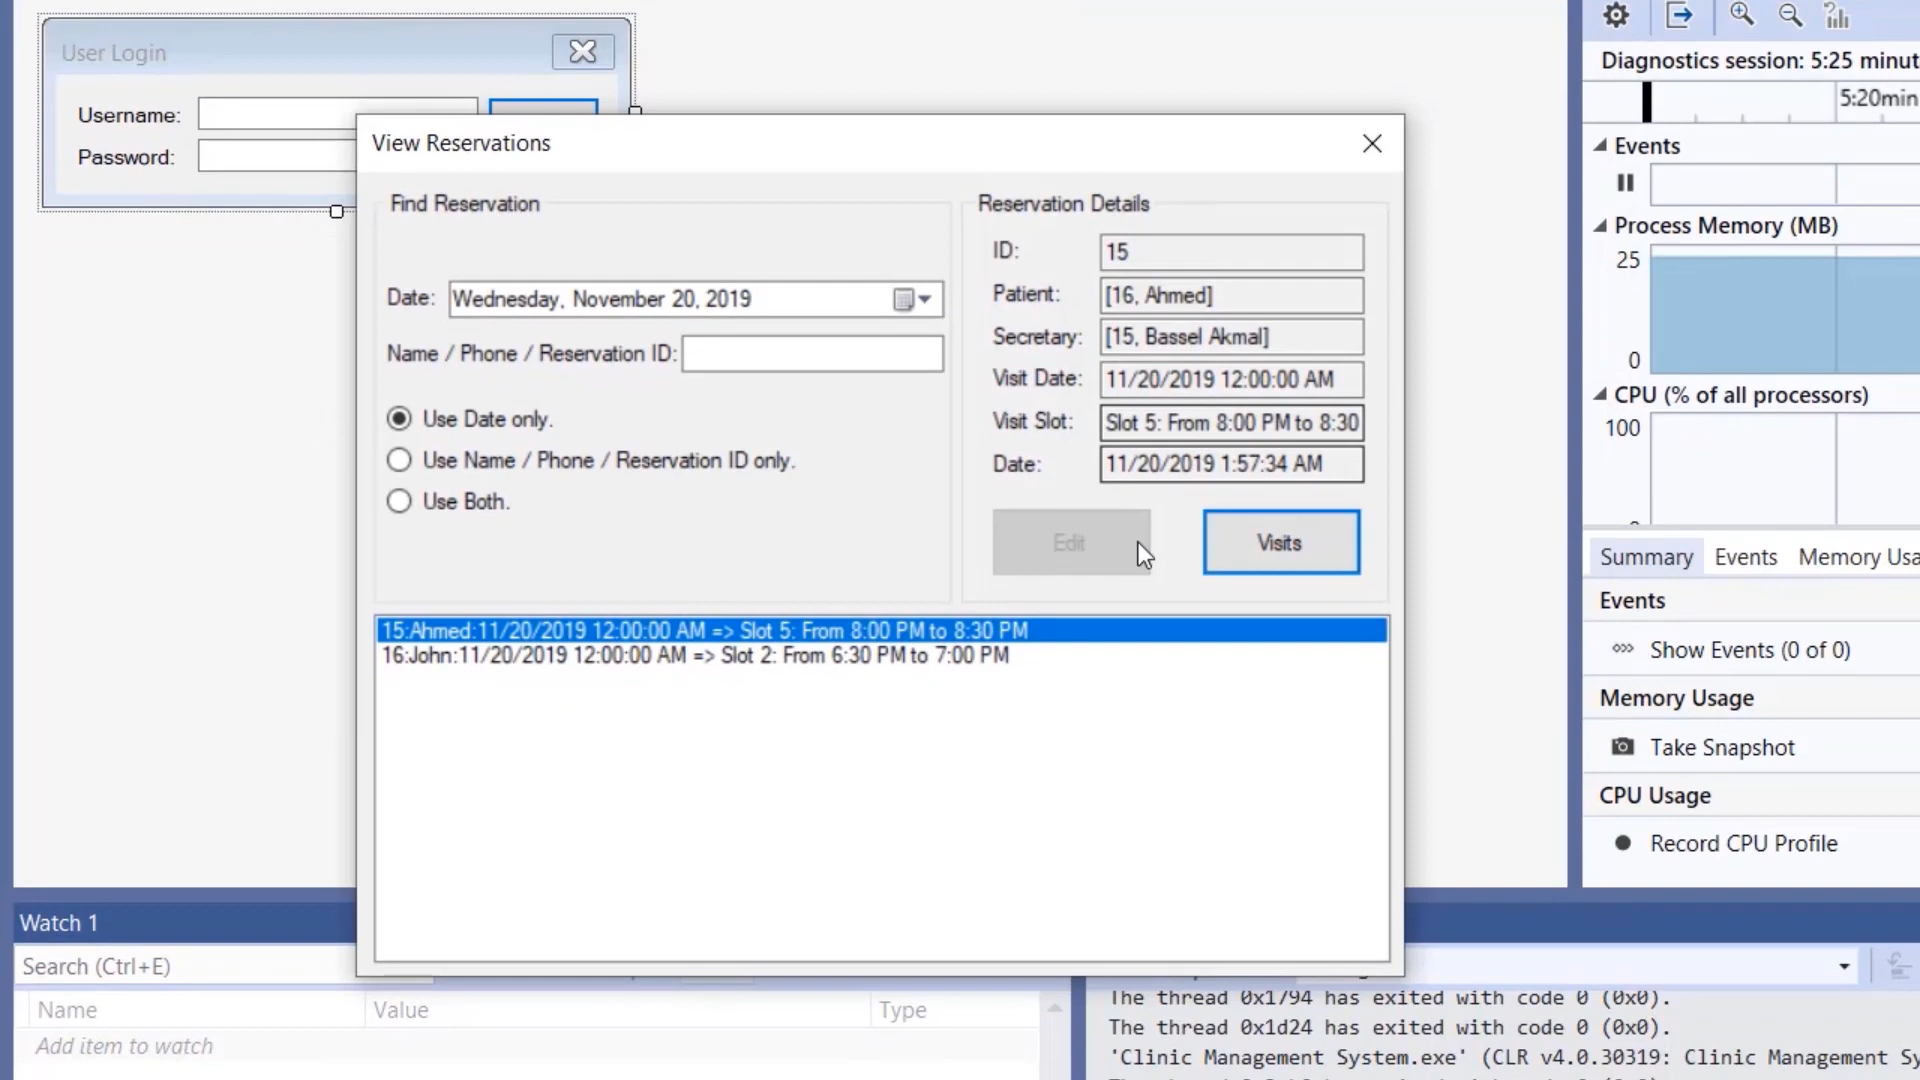 User Login
Username:
Password:
View Reservations
Find Reservation
Date: Wednesday, November 20, 2019
Name / Phone / Reservation ID:
Use Date only.
Use Name / Phone / Reservation ID only.
Use Both.
Reservation Details
ID: 15
Patient: [16, Ahmed]
Secretary: [15, Bassel Akmal]
Visit Date: 11/20/2019 12:00:00 AM
Visit Slot: Slot 5: From 8:00 PM to 8:30
Date: 11/20/2019 1:57:34 AM
Edit
Visits
15:Ahmed:11/20/2019 12:00:00 AM => Slot 5: From 8:00 PM to 8:30 PM
16:John:11/20/2019 12:00:00 AM => Slot 2: From 6:30 PM to 7:00 PM
Diagnostics session: 5:25 minut
5:20min
Events
Process Memory (MB)
25
0
CPU (% of all processors)
100
Summary Events Memory Usa
Events
Show Events (0 of 0)
Memory Usage
Take Snapshot
CPU Usage
Record CPU Profile
Watch 1
Search (Ctrl+E)
Name Value Type
Add item to watch
The thread 0x1794 has exited with code 0 (0x0).
The thread 0x1d24 has exited with code 0 (0x0).
'Clinic Management System.exe' (CLR v4.0.30319: Clinic Management Sy